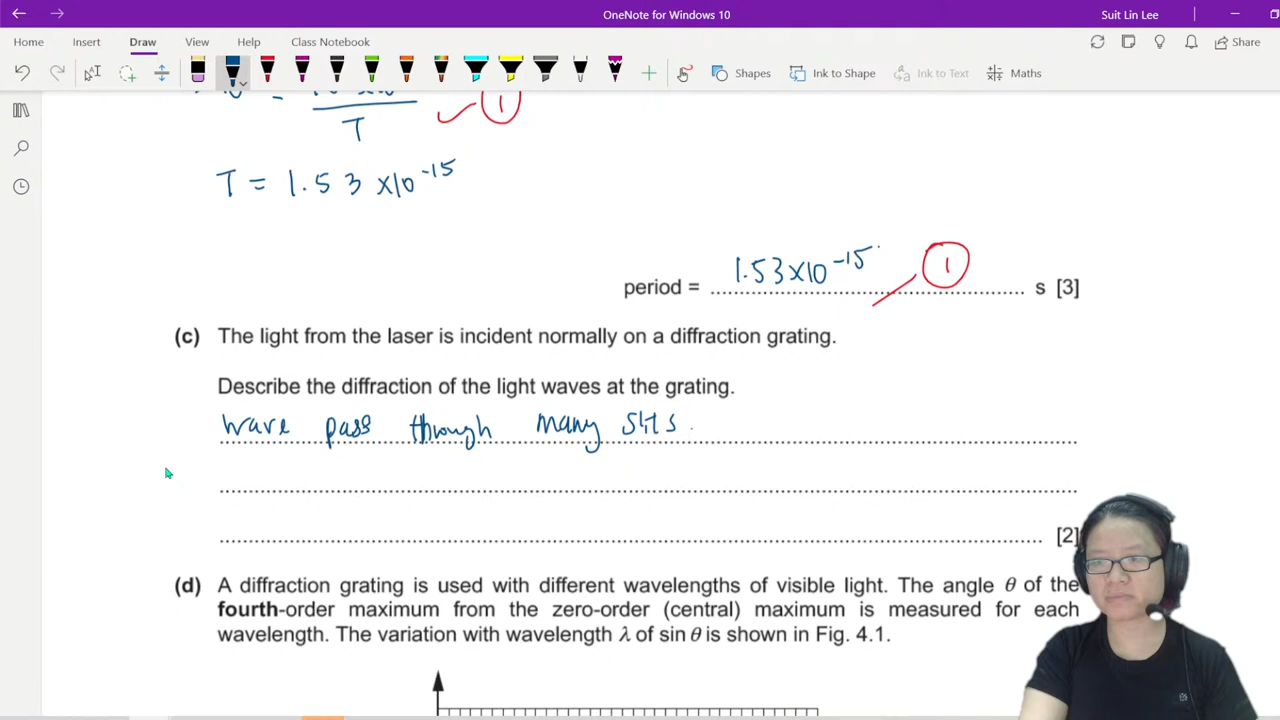 OneNote for Windows 10
Suit Lin Lee
Home Insert Draw View Help Class Notebook
Share
Shapes Ink to Shape Ink to Text Maths
T
T = 1.53 x10⁻¹⁵
1.53x10⁻¹⁵ 1
period = ........ s [3]
(c) The light from the laser is incident normally on a diffraction grating.
Describe the diffraction of the light waves at the grating.
wave pass through many slits.
[2]
(d) A diffraction grating is used with different wavelengths of visible light. The angle θ of the
fourth-order maximum from the zero-order (central) maximum is measured for each
wavelength. The variation with wavelength λ of sin θ is shown in Fig. 4.1.